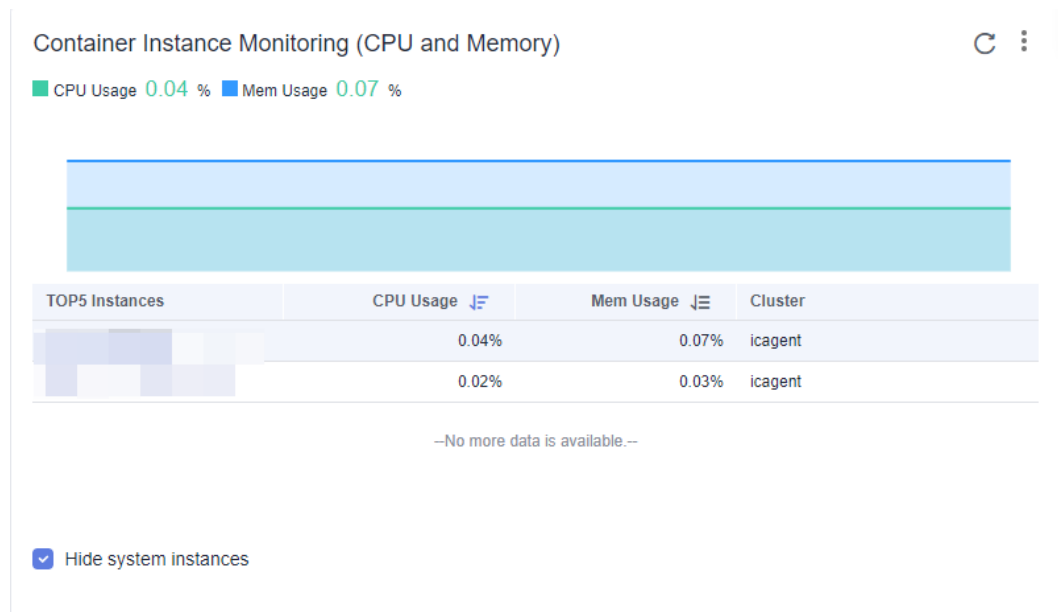 Container Instance Monitoring (CPU and Memory)
CPU Usage 0.04 % Mem Usage 0.07 %
TOP5 Instances CPU Usage Mem Usage Cluster
0.04% 0.07% icagent
0.02% 0.03% icagent
--No more data is available.--
Hide system instances